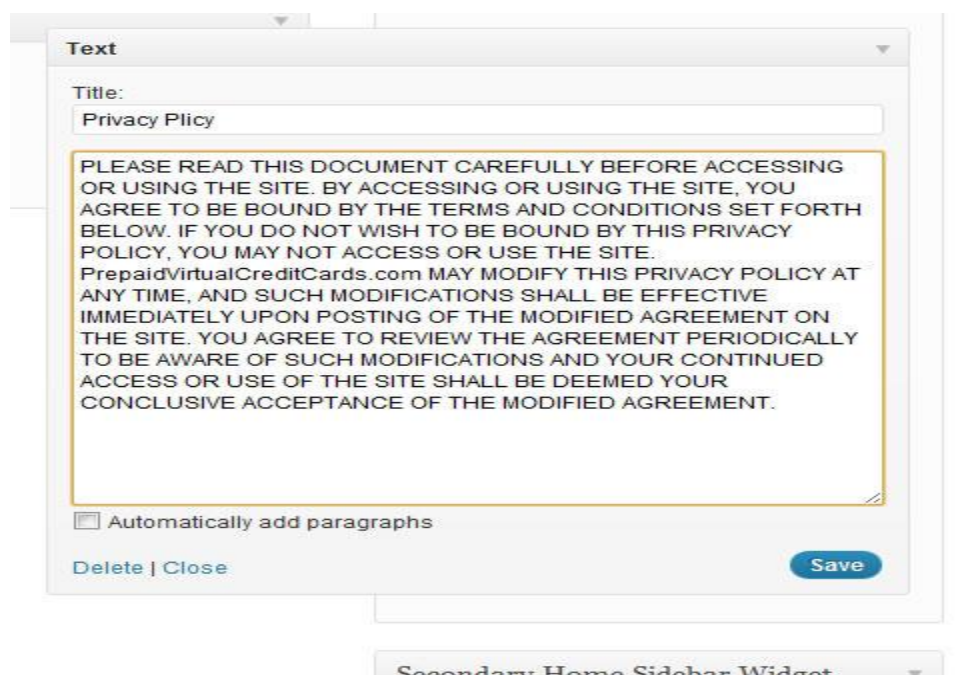 Text
Title:
Privacy Plicy
PLEASE READ THIS DOCUMENT CAREFULLY BEFORE ACCESSING
OR USING THE SITE. BY ACCESSING OR USING THE SITE, YOU
AGREE TO BE BOUND BY THE TERMS AND CONDITIONS SET FORTH
BELOW. IF YOU DO NOT WISH TO BE BOUND BY THIS PRIVACY
POLICY, YOU MAY NOT ACCESS OR USE THE SITE.
PrepaidVirtualCreditCards.com MAY MODIFY THIS PRIVACY POLICY AT
ANY TIME, AND SUCH MODIFICATIONS SHALL BE EFFECTIVE
IMMEDIATELY UPON POSTING OF THE MODIFIED AGREEMENT ON
THE SITE. YOU AGREE TO REVIEW THE AGREEMENT PERIODICALLY
TO BE AWARE OF SUCH MODIFICATIONS AND YOUR CONTINUED
ACCESS OR USE OF THE SITE SHALL BE DEEMED YOUR
CONCLUSIVE ACCEPTANCE OF THE MODIFIED AGREEMENT.
Automatically add paragraphs
Delete | Close
Save
Secondary Home Sidebar Widget